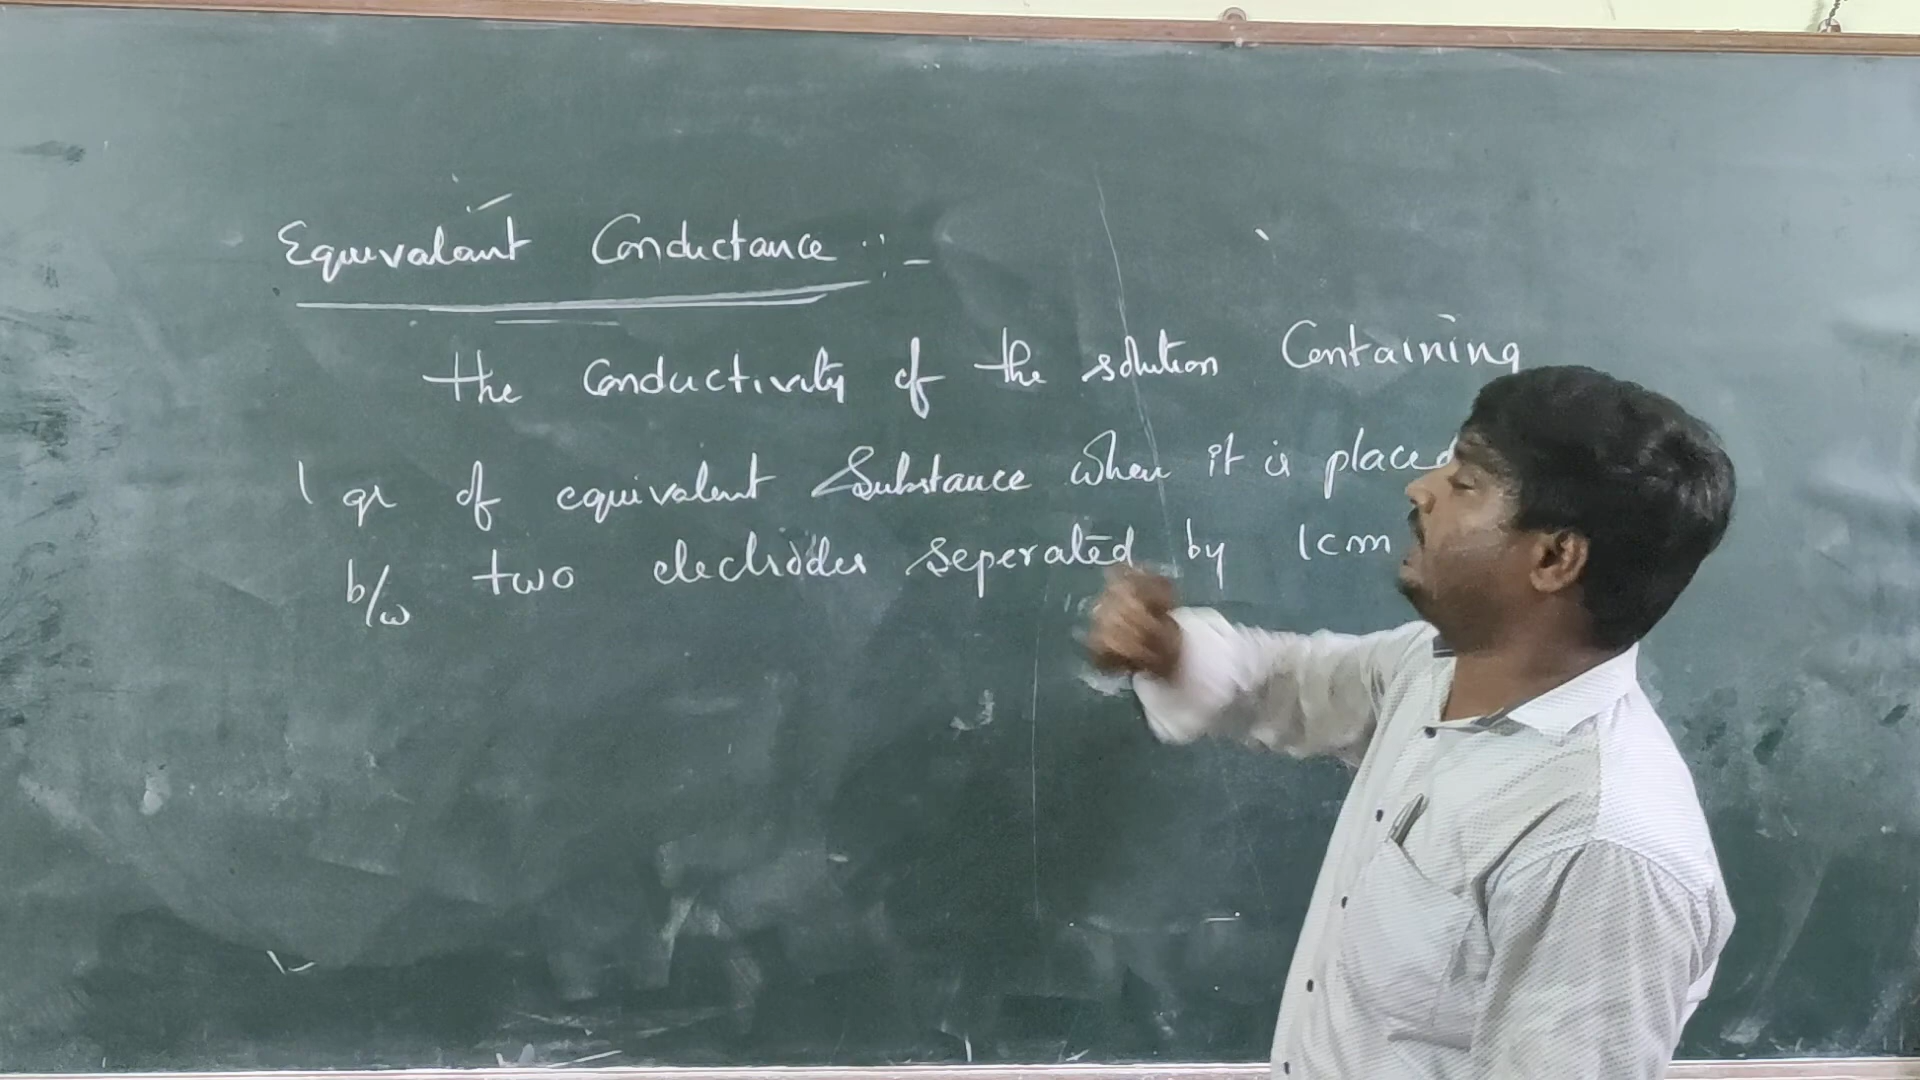 Equivalant Conductance :-
The Conductivity of the solution Containing
1 gr of equivalent Substance when it is placed
b/w two electrodes seperated by 1cm